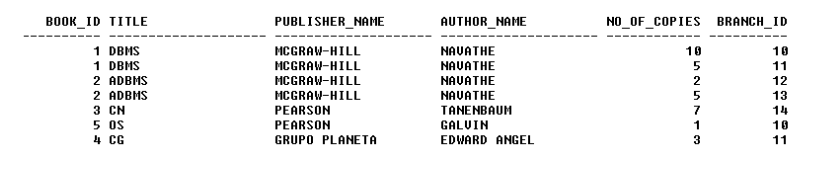 BOOK_ID TITLE PUBLISHER_NAME AUTHOR_NAME NO_OF_COPIES BRANCH_ID
---------- -------------------- -------------------- -------------------- ------------ ----------
1 DBMS MCGRAW-HILL NAVATHE 10 10
1 DBMS MCGRAW-HILL NAVATHE 5 11
2 ADBMS MCGRAW-HILL NAVATHE 2 12
2 ADBMS MCGRAW-HILL NAVATHE 5 13
3 CN PEARSON TANENBAUM 7 14
5 OS PEARSON GALVIN 1 10
4 CG GRUPO PLANETA EDWARD ANGEL 3 11